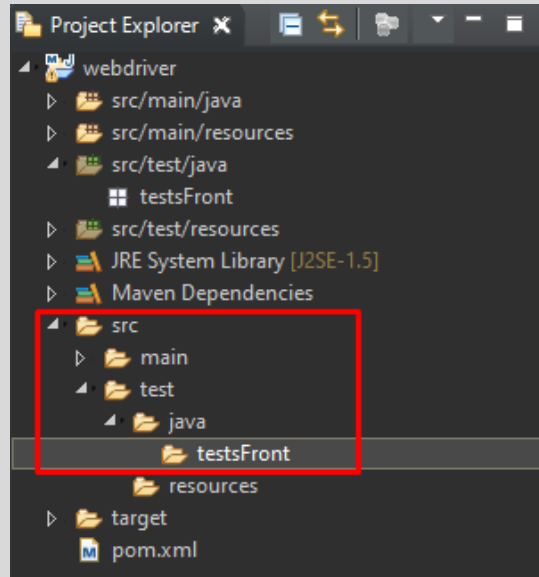 Project Explorer
webdriver
src/main/java
src/main/resources
src/test/java
testsFront
src/test/resources
JRE System Library [J2SE-1.5]
Maven Dependencies
src
main
test
java
testsFront
resources
target
pom.xml